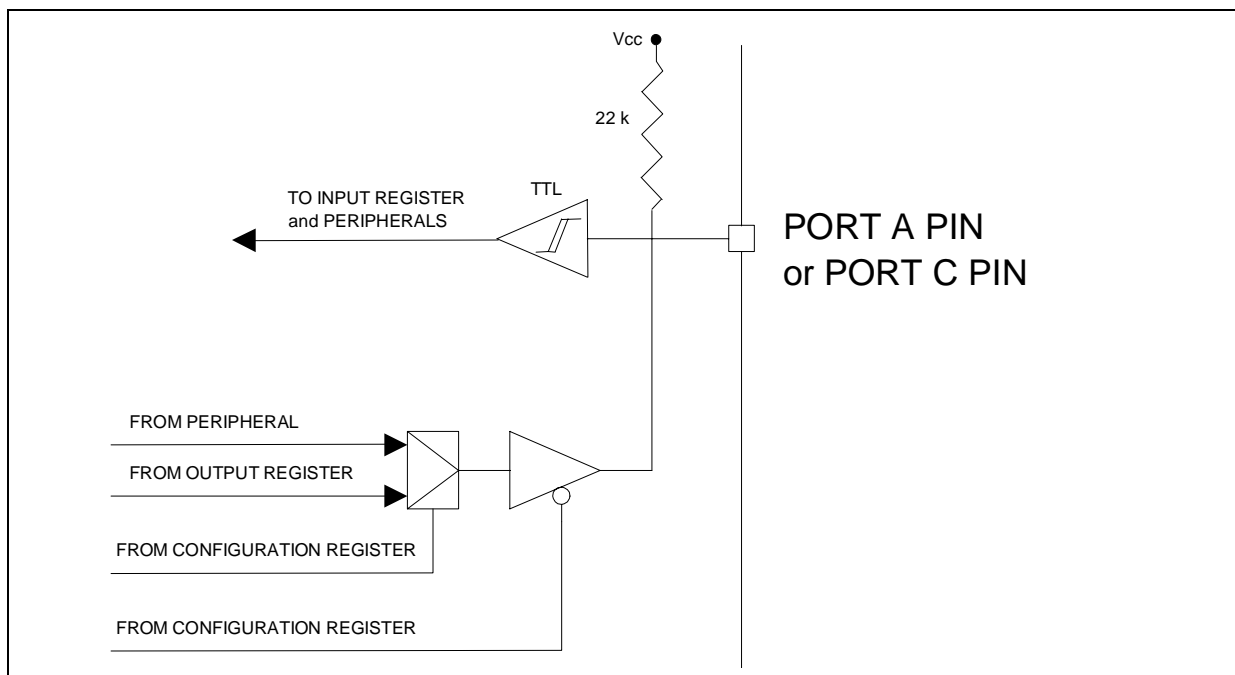 Vcc
22 k
TTL
TO INPUT REGISTER
and PERIPHERALS
PORT A PIN
or PORT C PIN
FROM PERIPHERAL
FROM OUTPUT REGISTER
FROM CONFIGURATION REGISTER
FROM CONFIGURATION REGISTER